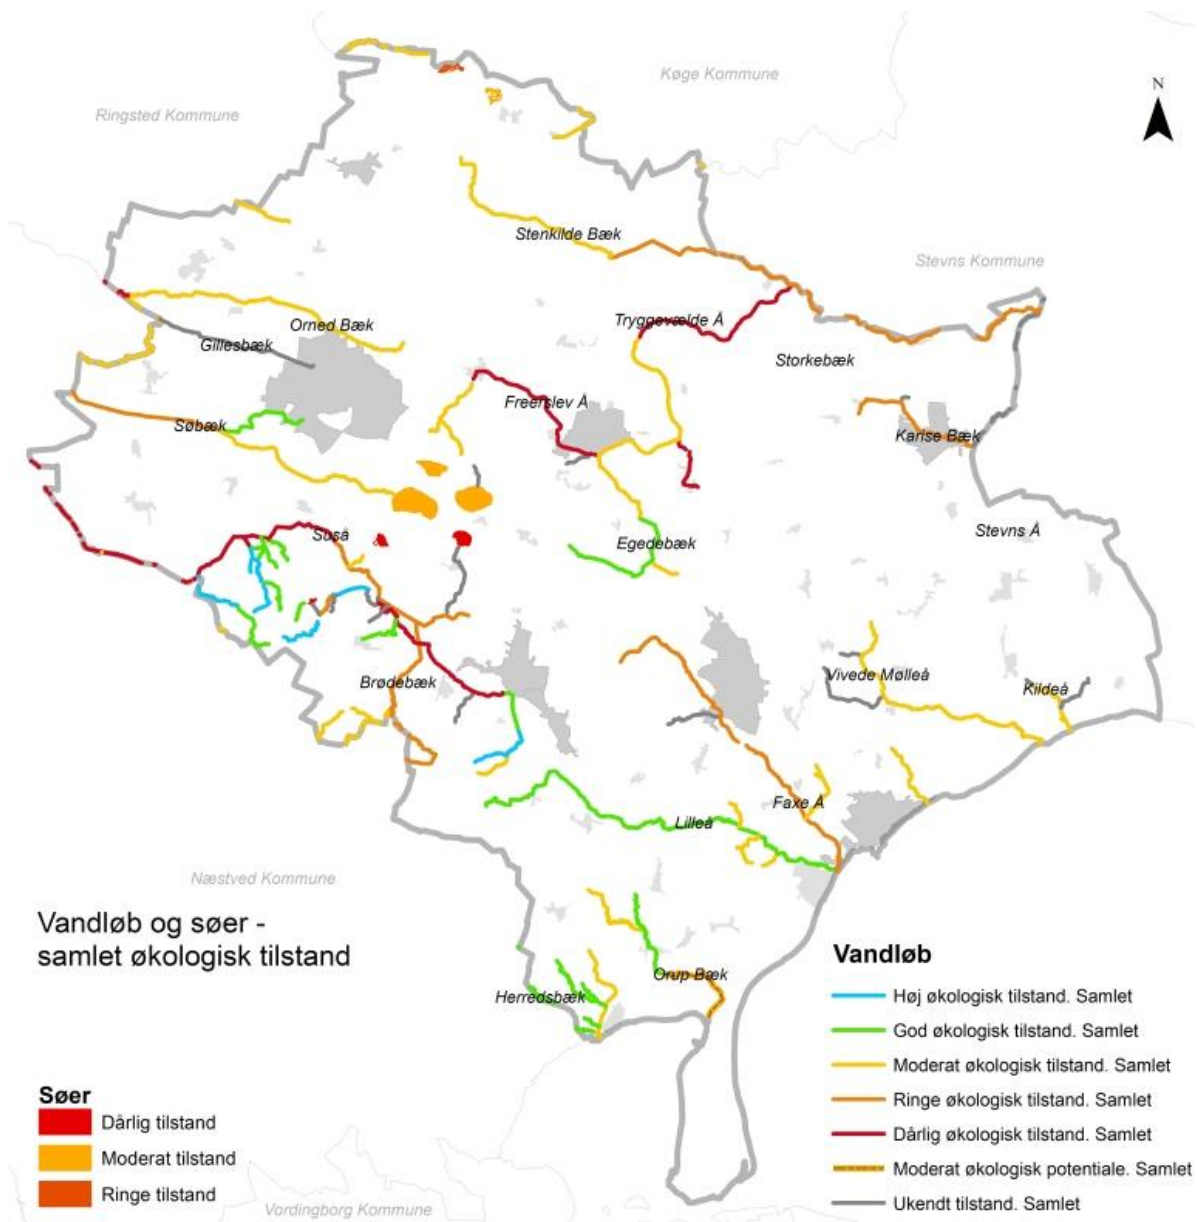 Køge Kommune
N
Ringsted Kommune
Stenkilde Bæk
Stevns Kommune
Orned Bæk
Tryggevælde Å
Gillesbæk
Storkebæk
Freerslev Å
Søbæk
Karise Bæk
Suså
Egedebæk
Stevns Å
Brødebæk
Vivede Mølleå
Kildeå
Faxe Å
Lilleå
Næstved Kommune
Vandløb og søer -
samlet økologisk tilstand
Orup Bæk
Herredsbæk
Vandløb
Høj økologisk tilstand. Samlet
God økologisk tilstand. Samlet
Moderat økologisk tilstand. Samlet
Ringe økologisk tilstand. Samlet
Dårlig økologisk tilstand. Samlet
Moderat økologisk potentiale. Samlet
Ukendt tilstand. Samlet
Søer
Dårlig tilstand
Moderat tilstand
Ringe tilstand
Vordingborg Kommune